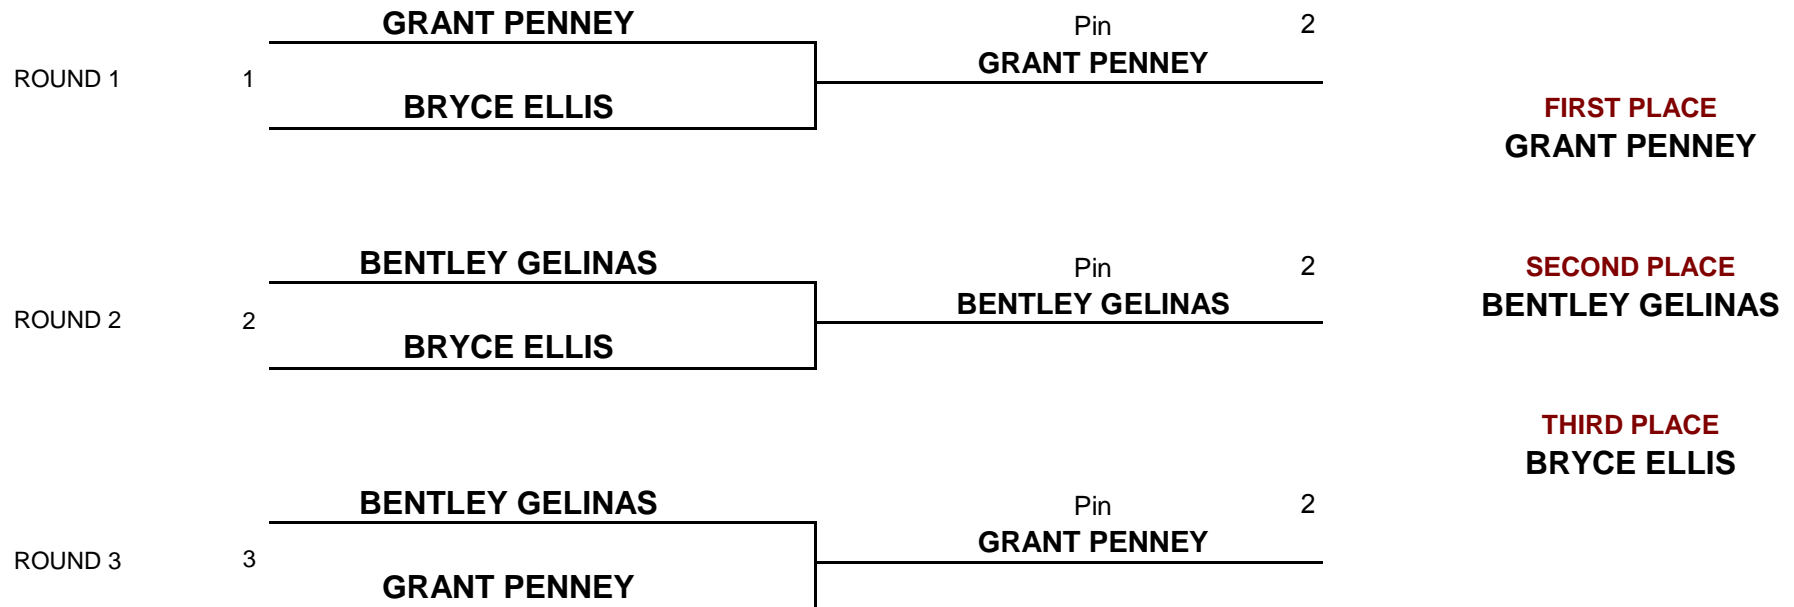 GRANT PENNEY
Pin 2
GRANT PENNEY
ROUND 1 1
BRYCE ELLIS
FIRST PLACE
GRANT PENNEY
BENTLEY GELINAS
Pin 2
SECOND PLACE
BENTLEY GELINAS
BENTLEY GELINAS
ROUND 2 2
BRYCE ELLIS
THIRD PLACE
BRYCE ELLIS
BENTLEY GELINAS
Pin 2
GRANT PENNEY
ROUND 3 3
GRANT PENNEY